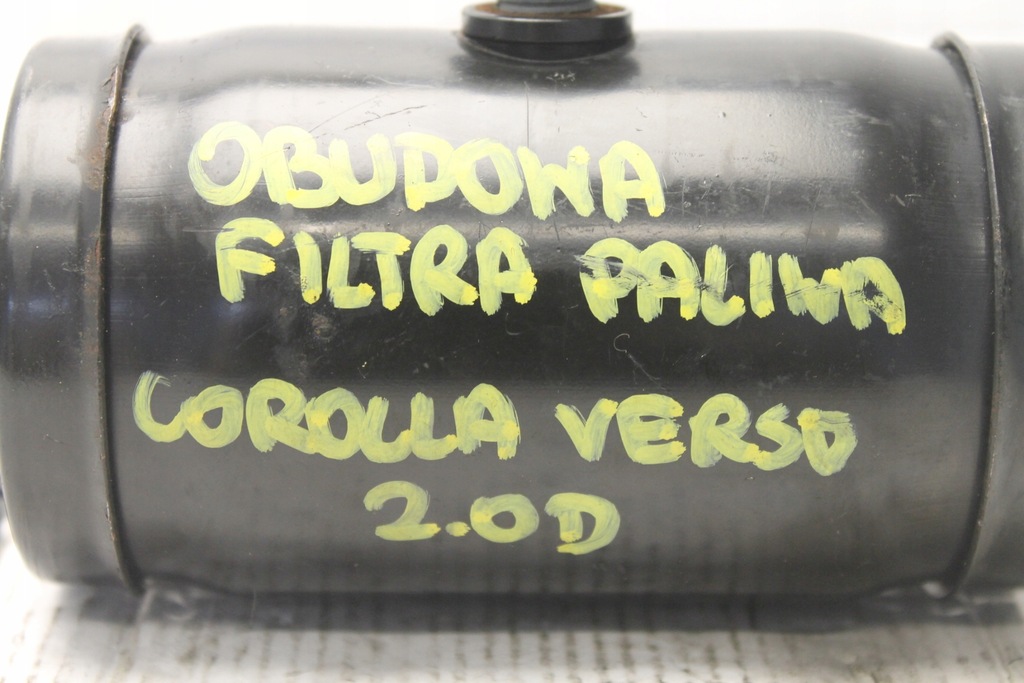 OBUDOWA
FILTRA PALIWA
COROLLA VERSO
2.0D